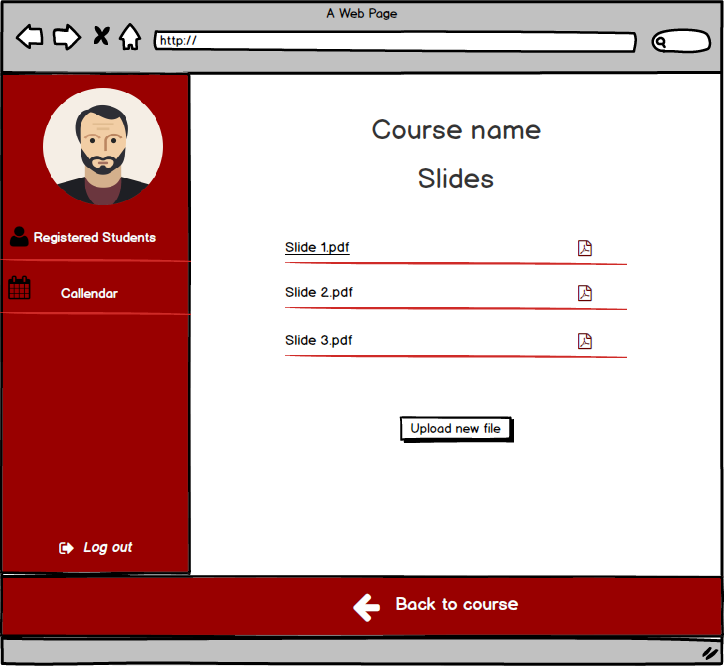 A Web Page
http://
Registered Students
Callendar
Log out
Course name
Slides
Slide 1.pdf
Slide 2.pdf
Slide 3.pdf
Upload new file
Back to course